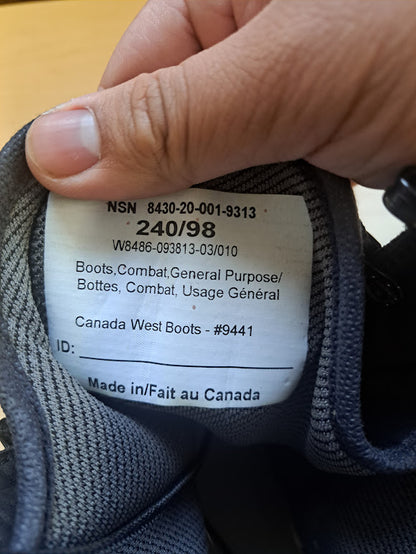 NSN 8430-20-001-9313
240/98
W8486-093813-03/010
Boots,Combat,General Purpose/
Bottes, Combat, Usage Général
Canada West Boots - #9441
ID:
Made in/Fait au Canada